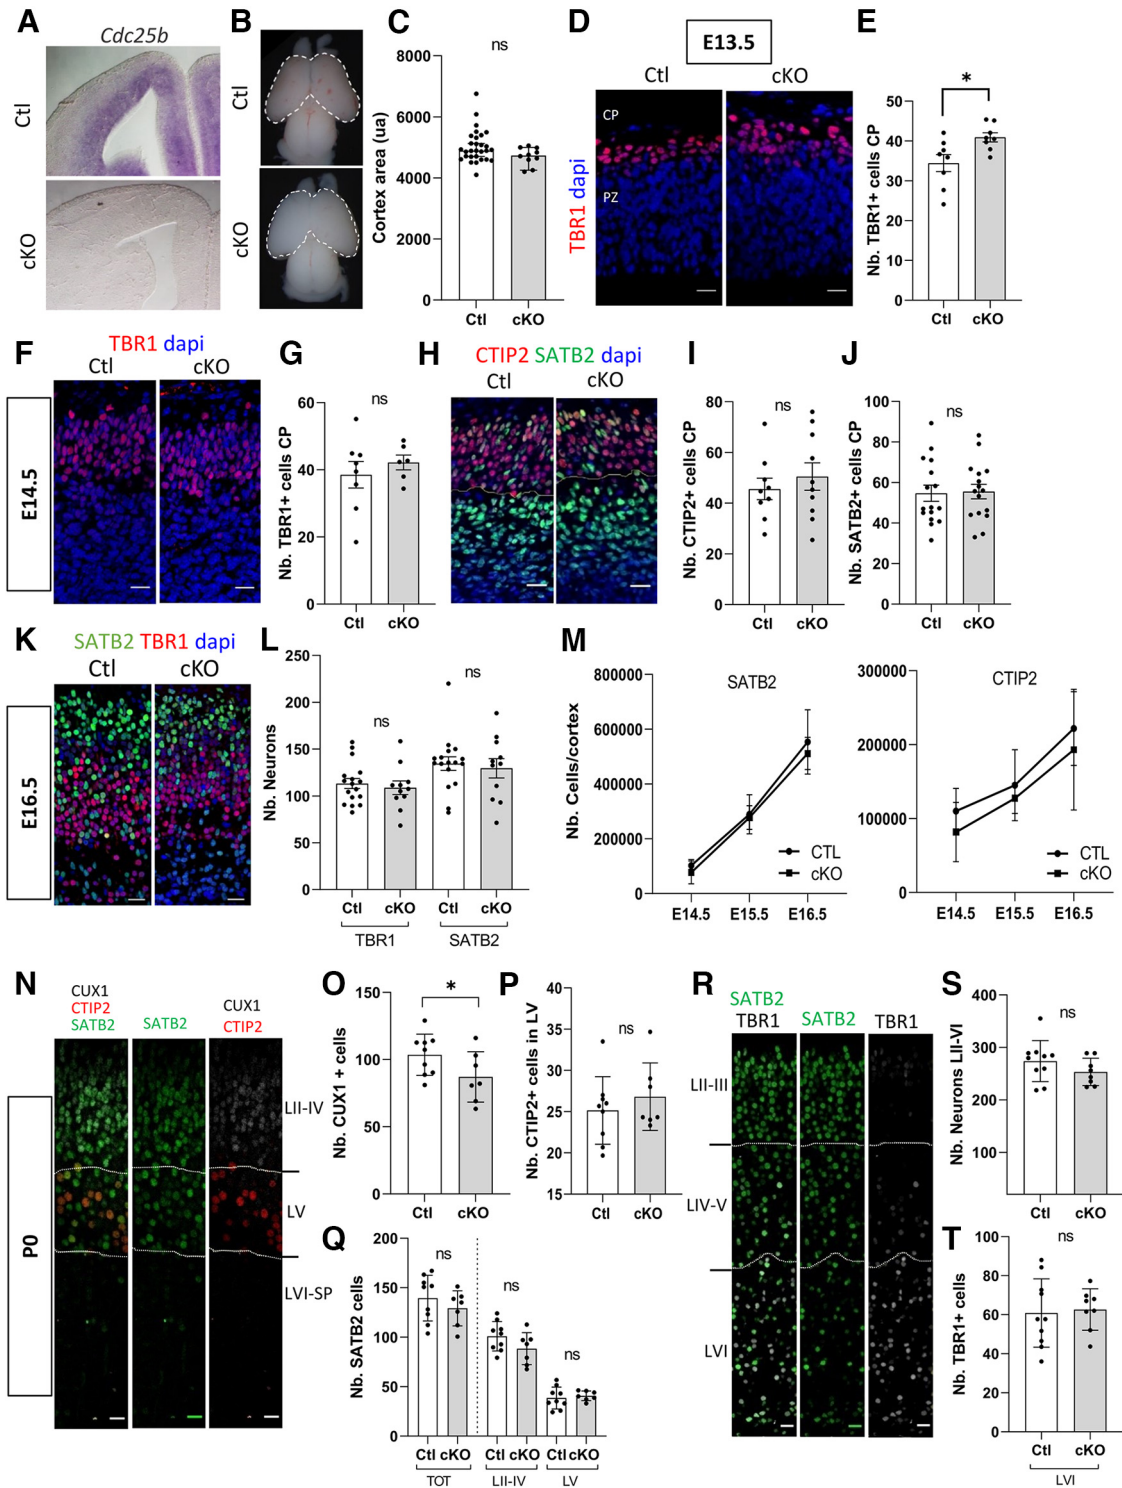 A
Cdc25b
Ctl
cKO
B
Ctl
cKO
C
ns
Cortex area (ua)
8000
6000
4000
2000
0
Ctl
cKO
D
E13.5
Ctl
cKO
TBR1 dapi
CP
PZ
E
*
Nb. TBR1+ cells CP
50
40
30
20
10
0
Ctl
cKO
E14.5
F
TBR1 dapi
Ctl
cKO
G
ns
Nb. TBR1+ cells CP
60
40
20
0
Ctl
cKO
H
CTIP2 SATB2 dapi
Ctl
cKO
I
ns
Nb. CTIP2+ cells CP
80
60
40
20
0
Ctl
cKO
J
ns
Nb. SATB2+ cells CP
100
80
60
40
20
0
Ctl
cKO
E16.5
K
SATB2 TBR1 dapi
Ctl
cKO
L
Nb. Neurons
250
200
150
100
50
0
ns
ns
Ctl
cKO
Ctl
cKO
TBR1
SATB2
M
Nb. Cells/cortex
SATB2
800000
600000
400000
200000
0
CTL
cKO
E14.5
E15.5
E16.5
CTIP2
300000
200000
100000
0
CTL
cKO
E14.5
E15.5
E16.5
P0
N
CUX1
CTIP2
SATB2
SATB2
CUX1
CTIP2
LII-IV
LV
LVI-SP
O
*
Nb. CUX1 + cells
150
100
50
0
Ctl
cKO
P
ns
Nb. CTIP2+ cells in LV
40
35
30
25
20
15
Ctl
cKO
Q
Nb. SATB2 cells
200
150
100
50
0
ns
ns
ns
Ctl cKO
Ctl cKO
Ctl cKO
TOT
LII-IV
LV
R
SATB2
TBR1
SATB2
TBR1
LII-III
LIV-V
LVI
S
ns
Nb. Neurons LII-VI
400
300
200
100
Ctl
cKO
T
ns
Nb. TBR1+ cells
100
80
60
40
20
0
Ctl
cKO
LVI